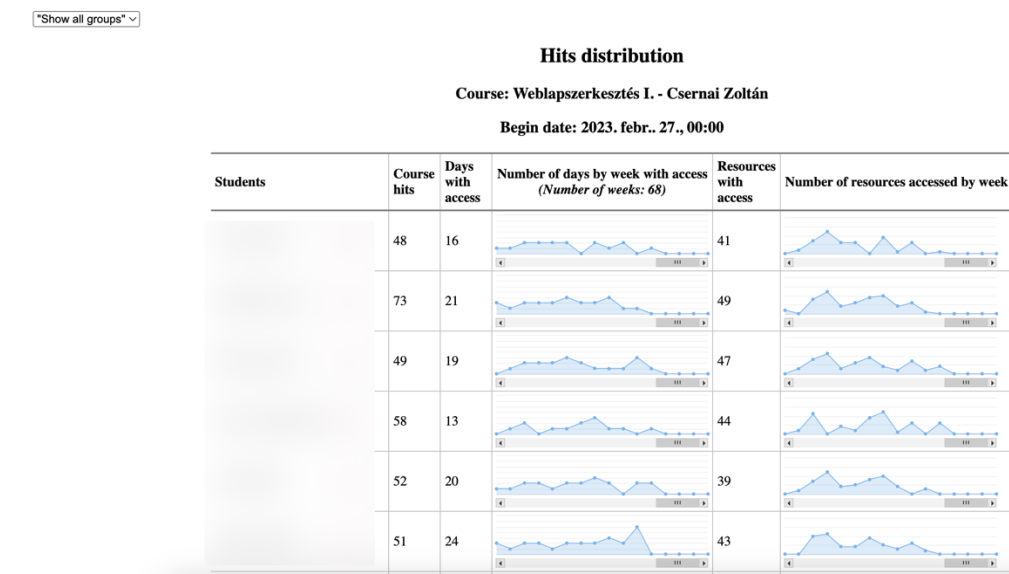 "Show all groups"
Hits distribution
Course: Weblapszerkesztés I. - Csernai Zoltán
Begin date: 2023. febr.. 27., 00:00
Students
Course
hits
Days
with
access
Number of days by week with access
(Number of weeks: 68)
Resources
with
access
Number of resources accessed by week
48 16 41
73 21 49
49 19 47
58 13 44
52 20 39
51 24 43